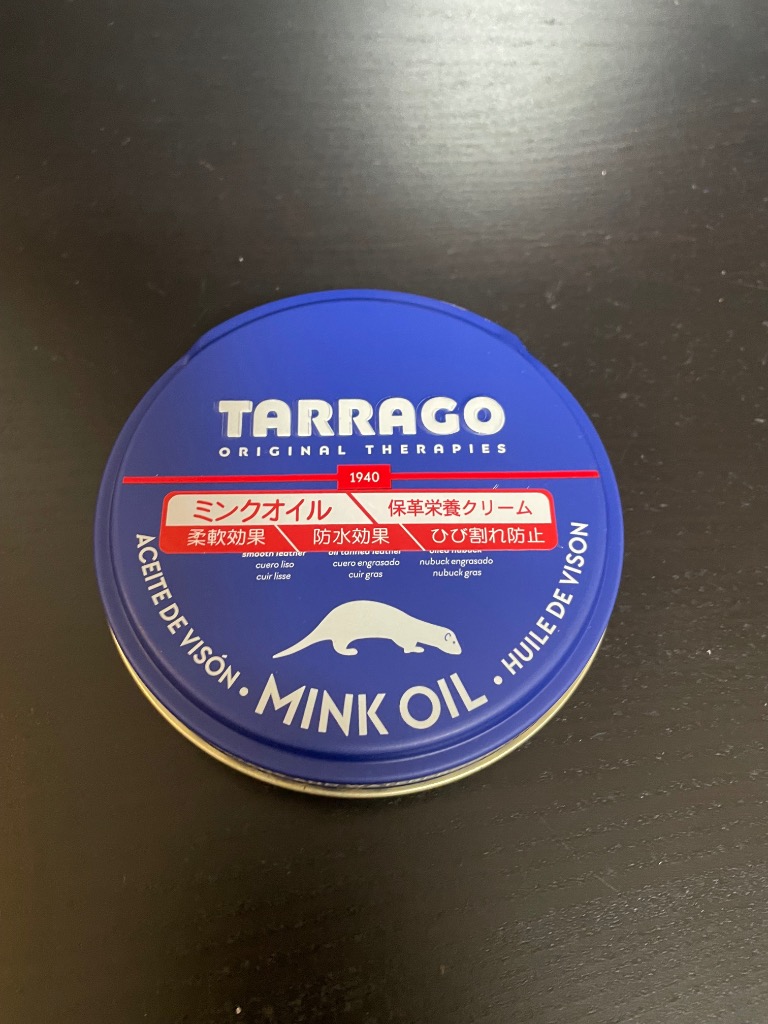 TARRAGO
ORIGINAL THERAPIES
1940
ミンクオイル 保革栄養クリーム
柔軟効果 防水効果 ひび割れ防止
smooth leather oil tanned leather oiled nubuck
cuero liso cuero engrasado nubuck engrasado
cuir lisse cuir gras nubuck gras
ACEITE DE VISÓN • MINK OIL • HUILE DE VISON